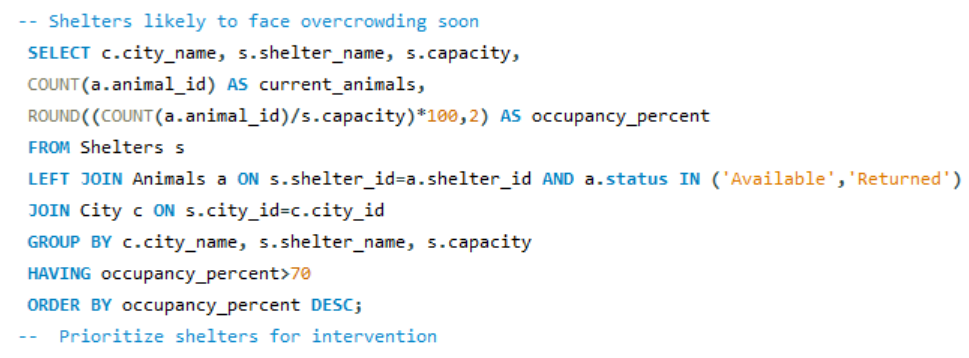 -- Shelters likely to face overcrowding soon
SELECT c.city_name, s.shelter_name, s.capacity,
COUNT(a.animal_id) AS current_animals,
ROUND((COUNT(a.animal_id)/s.capacity)*100,2) AS occupancy_percent
FROM Shelters s
LEFT JOIN Animals a ON s.shelter_id=a.shelter_id AND a.status IN ('Available','Returned')
JOIN City c ON s.city_id=c.city_id
GROUP BY c.city_name, s.shelter_name, s.capacity
HAVING occupancy_percent>70
ORDER BY occupancy_percent DESC;
--  Prioritize shelters for intervention